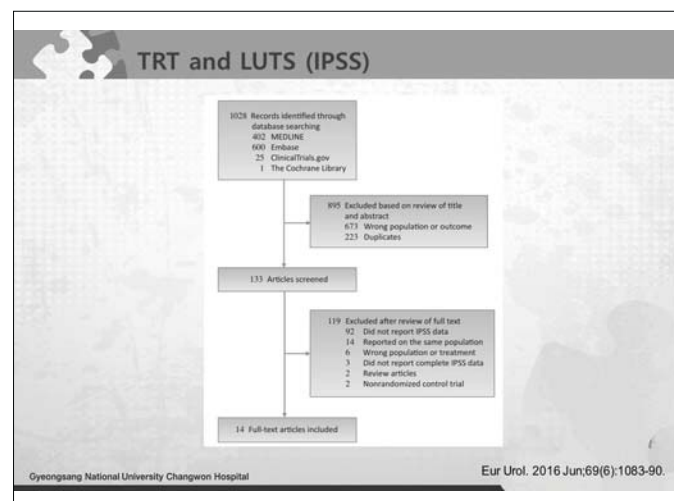 TRT and LUTS (IPSS)
1028 Records identified through
database searching
402 MEDLINE
600 Embase
25 ClinicalTrials.gov
1 The Cochrane Library
895 Excluded based on review of title
and abstract
673 Wrong population or outcome
223 Duplicates
133 Articles screened
119 Excluded after review of full text
92 Did not report IPSS data
14 Reported on the same population
6 Wrong population or treatment
3 Did not report complete IPSS data
2 Review articles
2 Nonrandomized control trial
14 Full-text articles included
Gyeongsang National University Changwon Hospital
Eur Urol. 2016 Jun;69(6):1083-90.